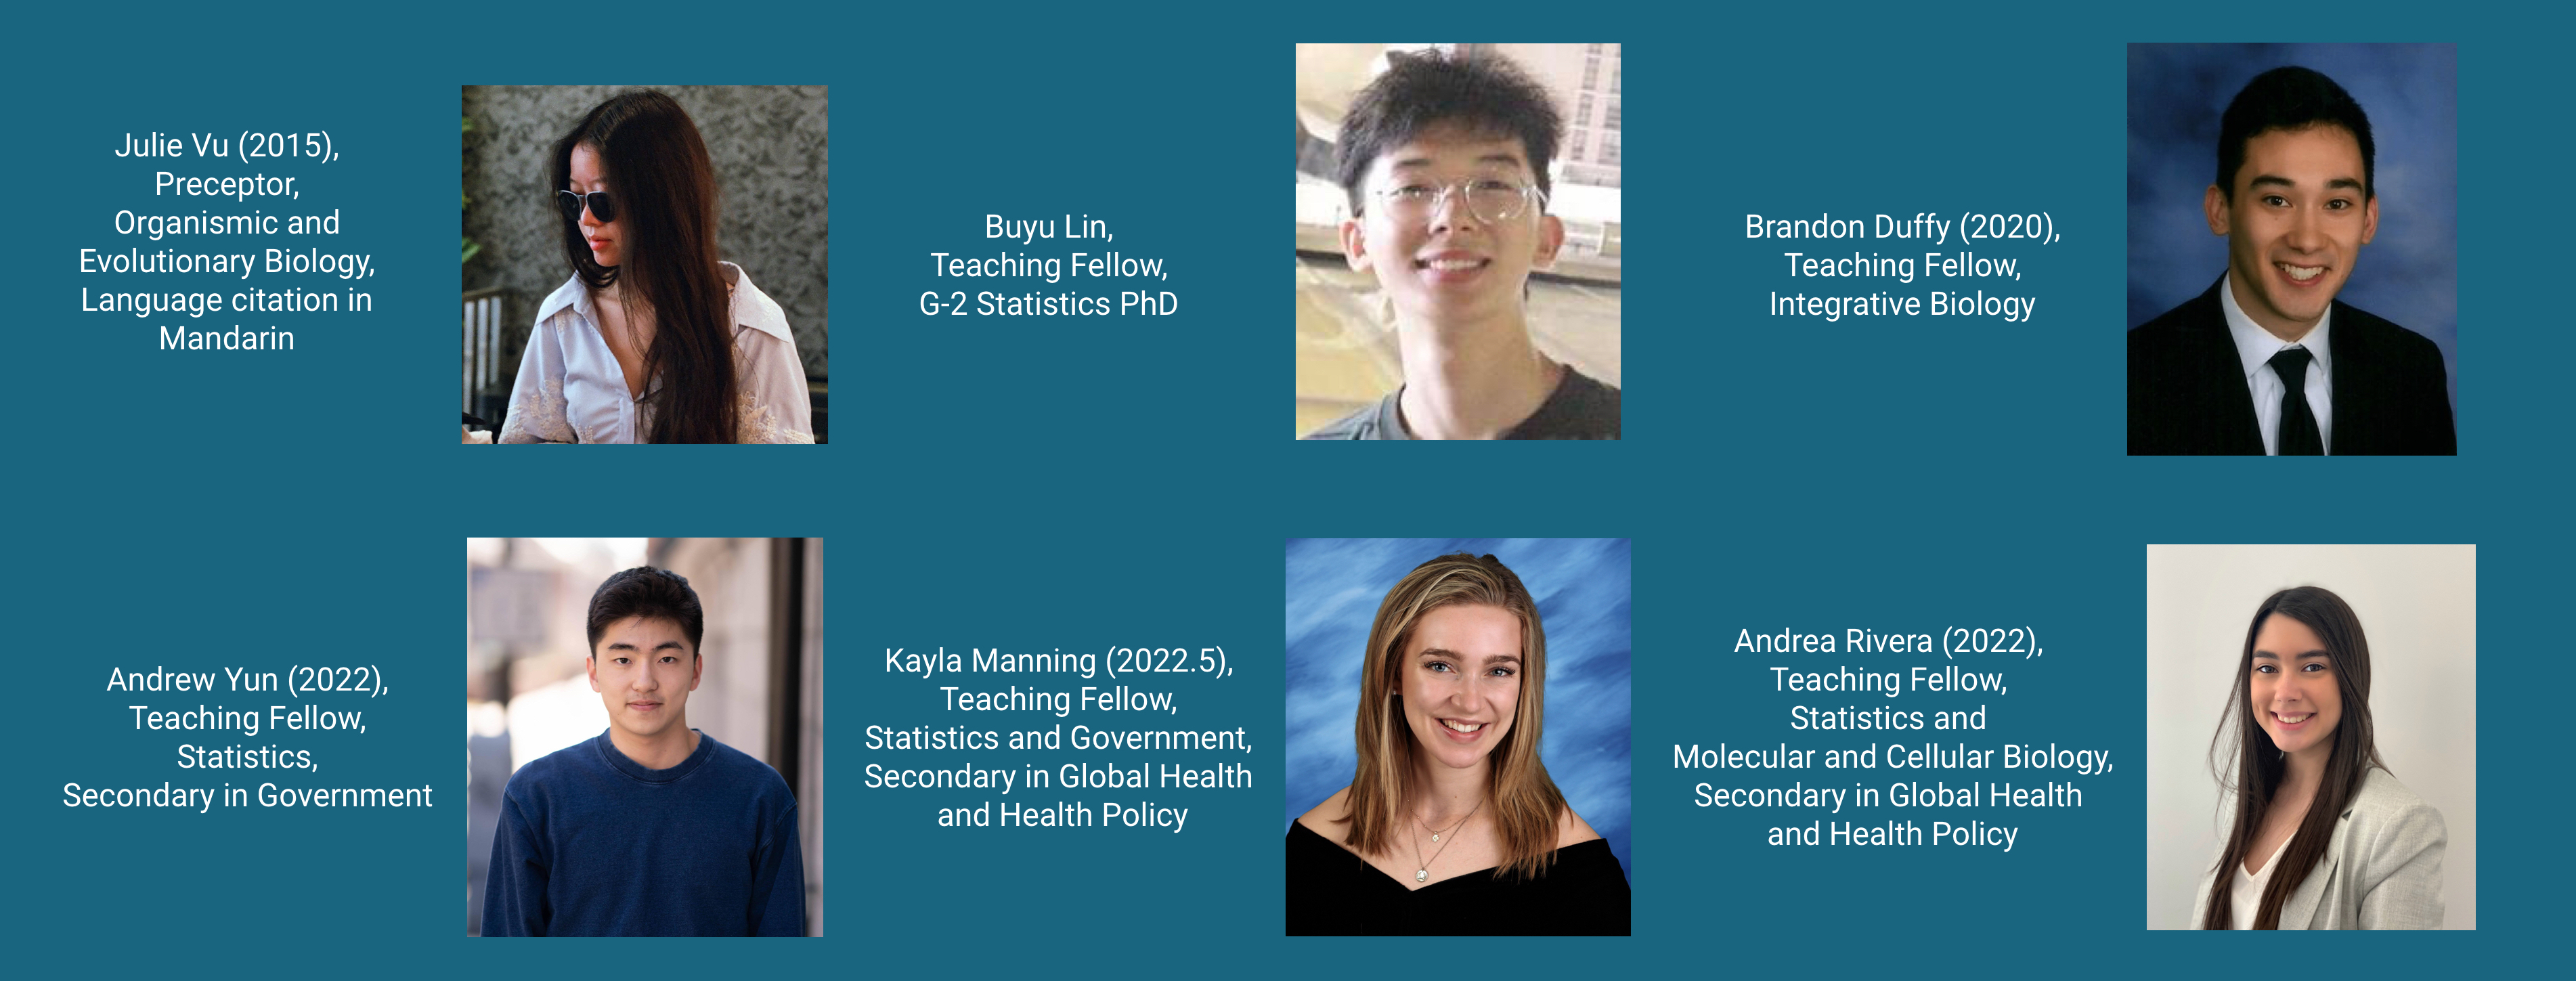 Julie Vu (2015),
Preceptor,
Organismic and
Evolutionary Biology,
Language citation in
Mandarin
Buyu Lin,
Teaching Fellow,
G-2 Statistics PhD
Brandon Duffy (2020),
Teaching Fellow,
Integrative Biology
Andrew Yun (2022),
Teaching Fellow,
Statistics,
Secondary in Government
Kayla Manning (2022.5),
Teaching Fellow,
Statistics and Government,
Secondary in Global Health
and Health Policy
Andrea Rivera (2022),
Teaching Fellow,
Statistics and
Molecular and Cellular Biology,
Secondary in Global Health
and Health Policy